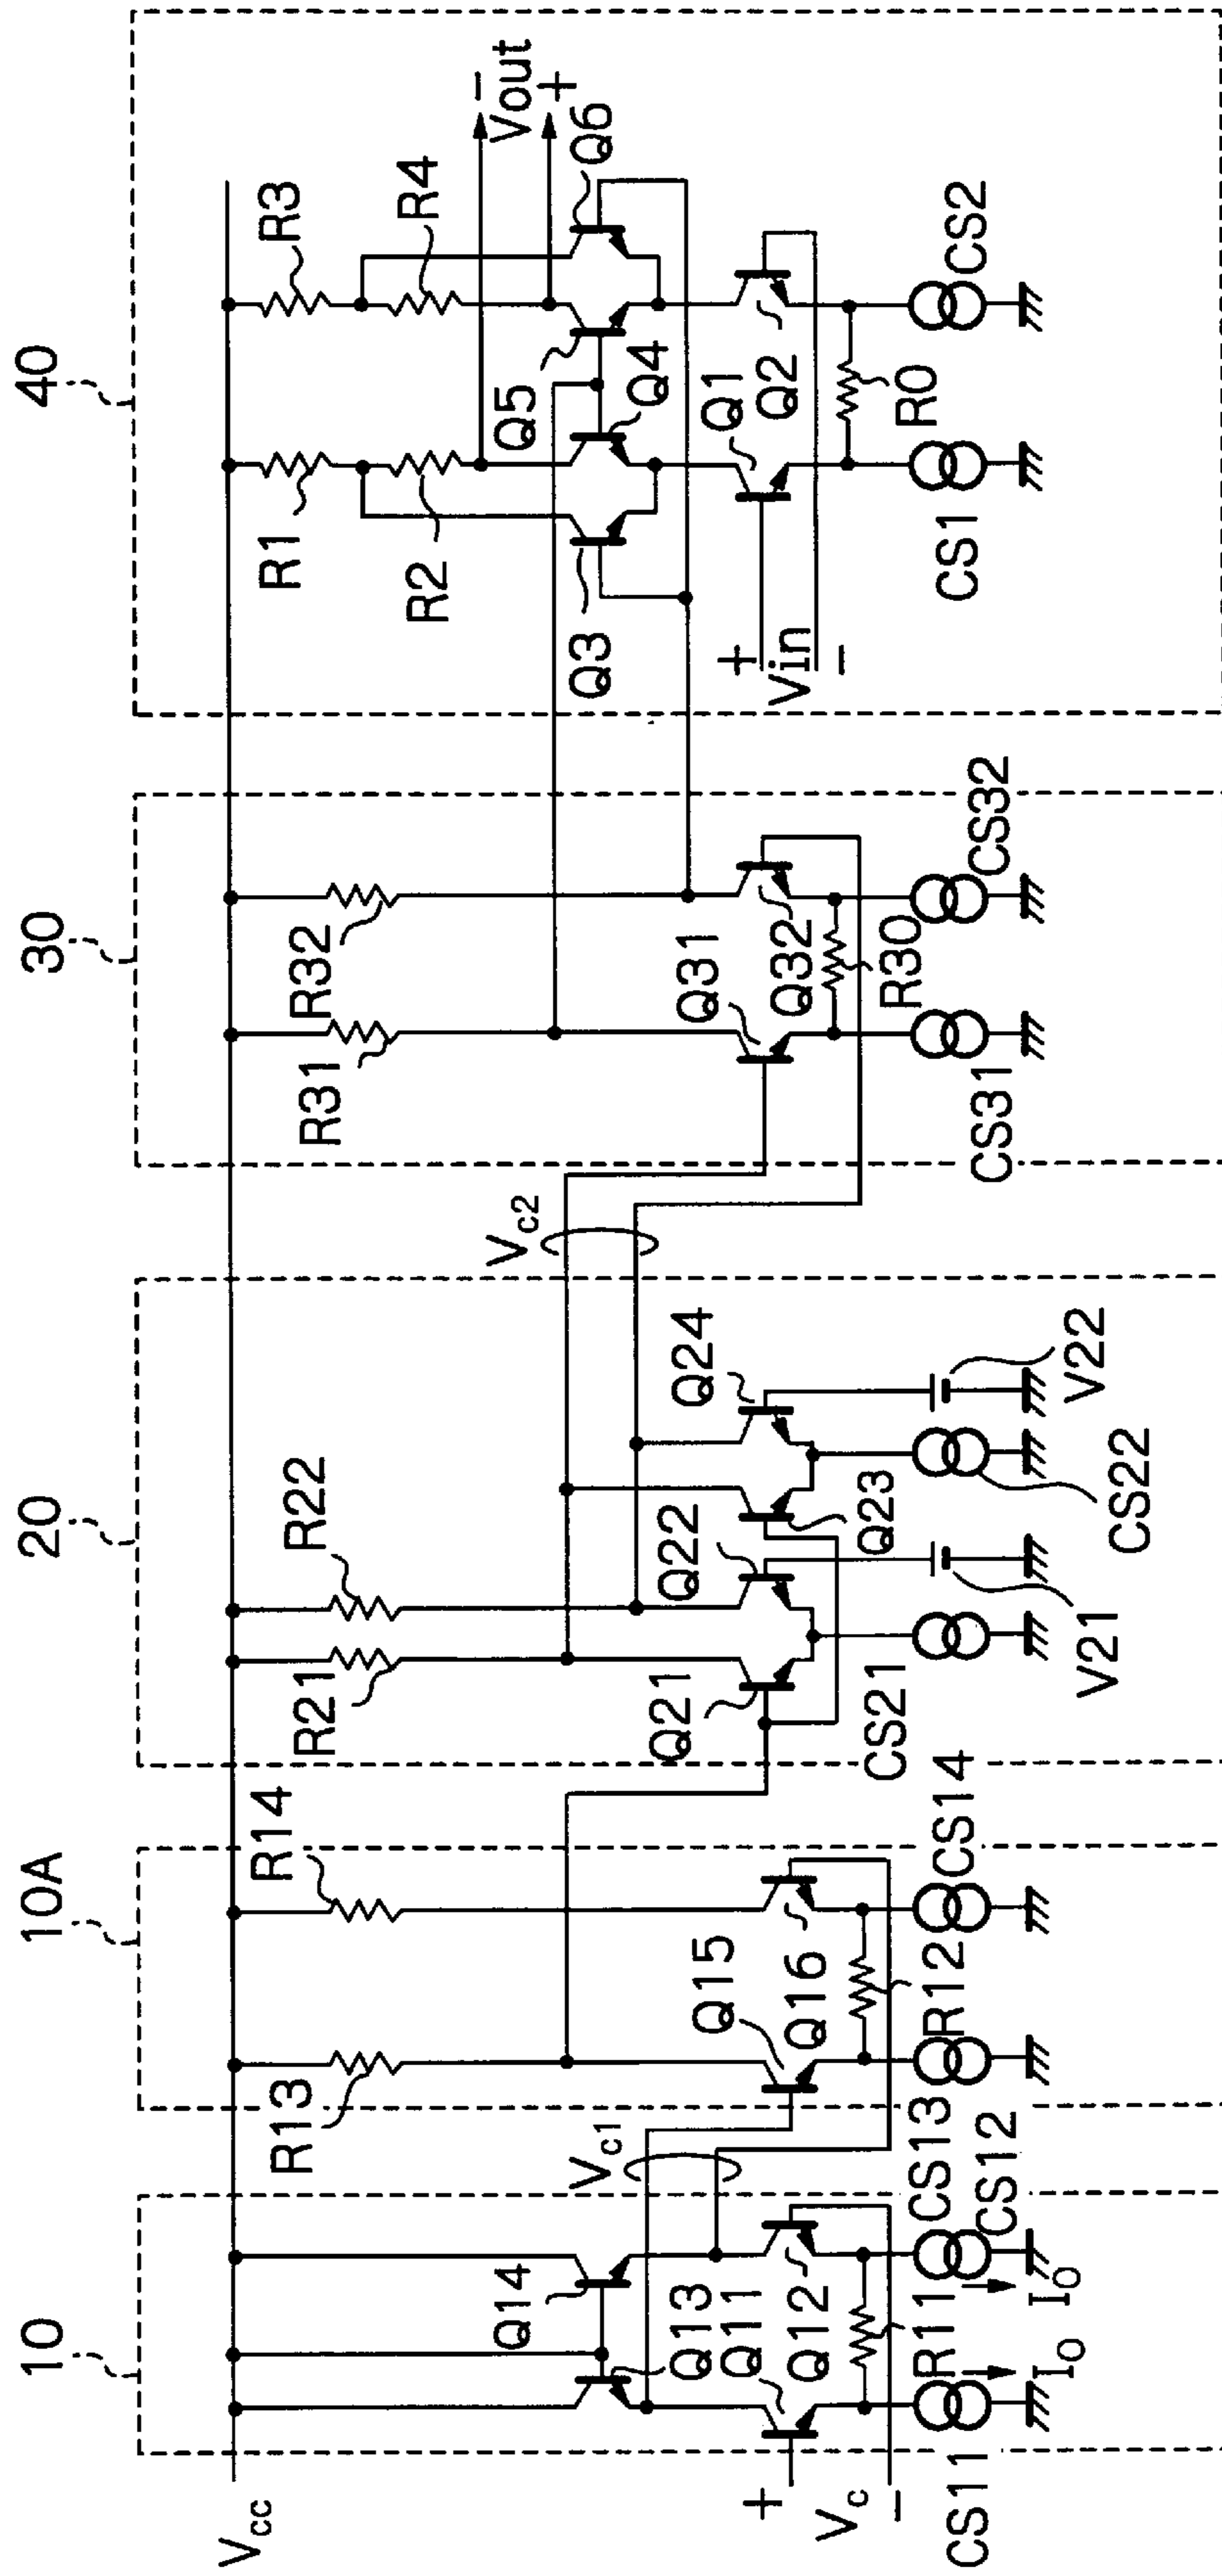 10
10A
20
30
40
Vcc
R13
R14
R21
R22
R31
R32
R1
R3
R2
R4
- Vout +
Q14
Q13
Vc1
Q15
Q16
Vc2
Q3
Q5
Q4
Q6
Q21
Q22
Q23
Q24
Q31
Q32
Q1
Q2
+ Vin -
+ Vc -
Q11
Q12
R11
R12
R30
R0
CS11
IO
IO
CS12
CS13
CS14
CS21
V21
CS22
V22
CS31
CS32
CS1
CS2